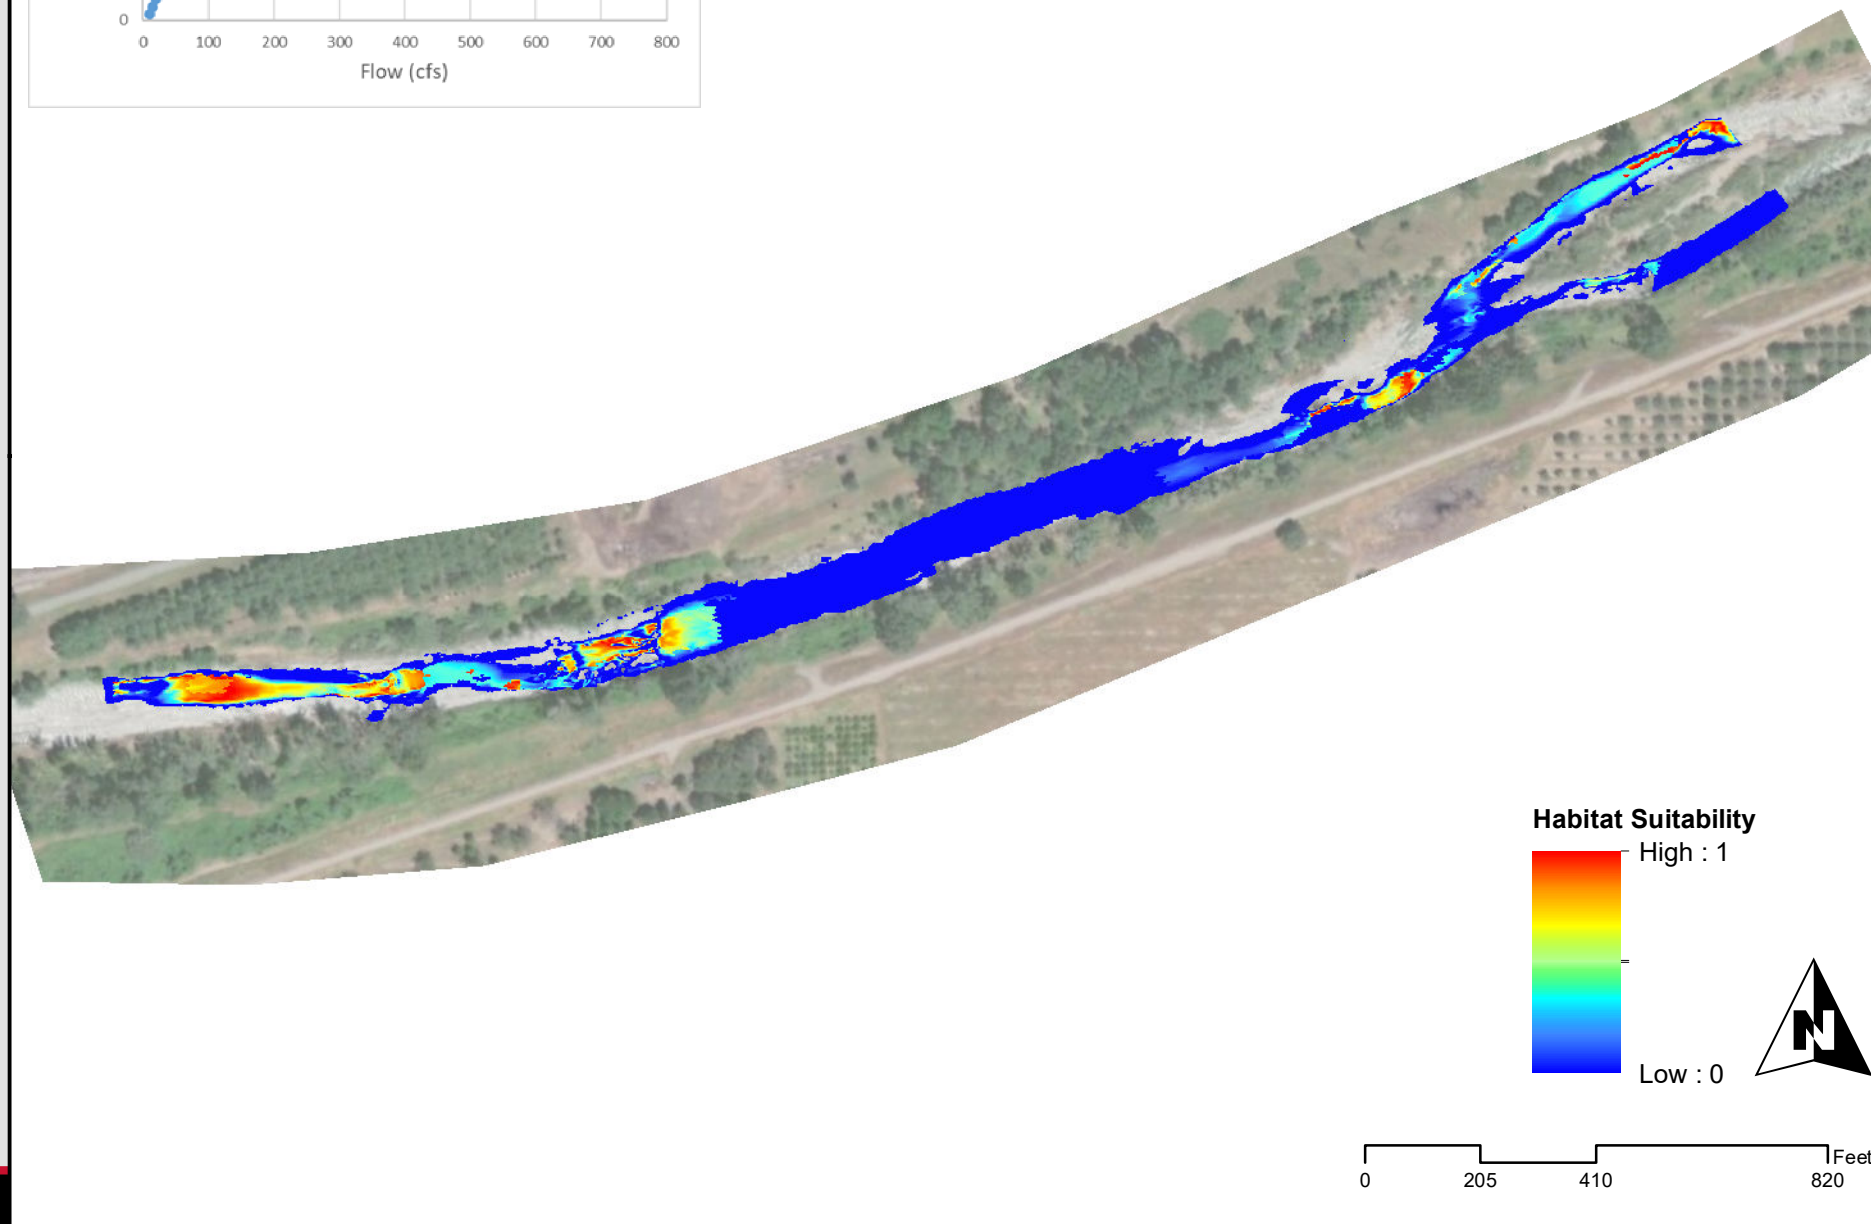 0
0 100 200 300 400 500 600 700 800
Flow (cfs)
Habitat Suitability
High : 1
Low : 0
N
Feet
0 205 410 820